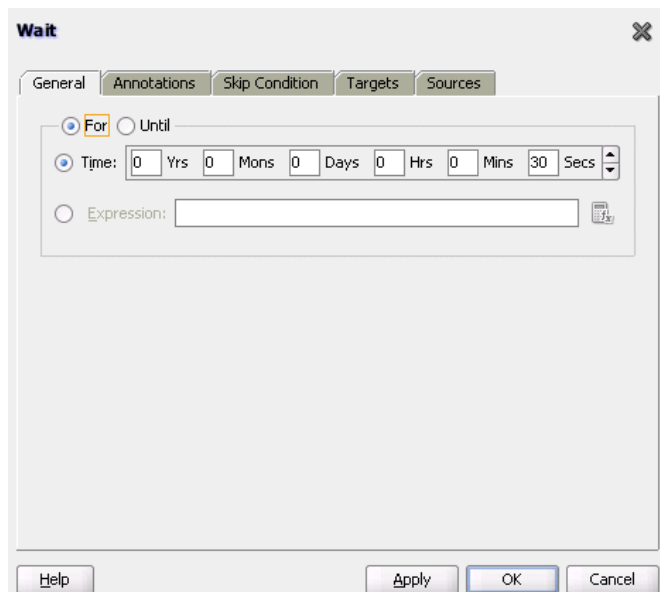 Wait
General Annotations Skip Condition Targets Sources
For Until
Time: 0 Yrs 0 Mons 0 Days 0 Hrs 0 Mins 30 Secs
Expression:
Help Apply OK Cancel